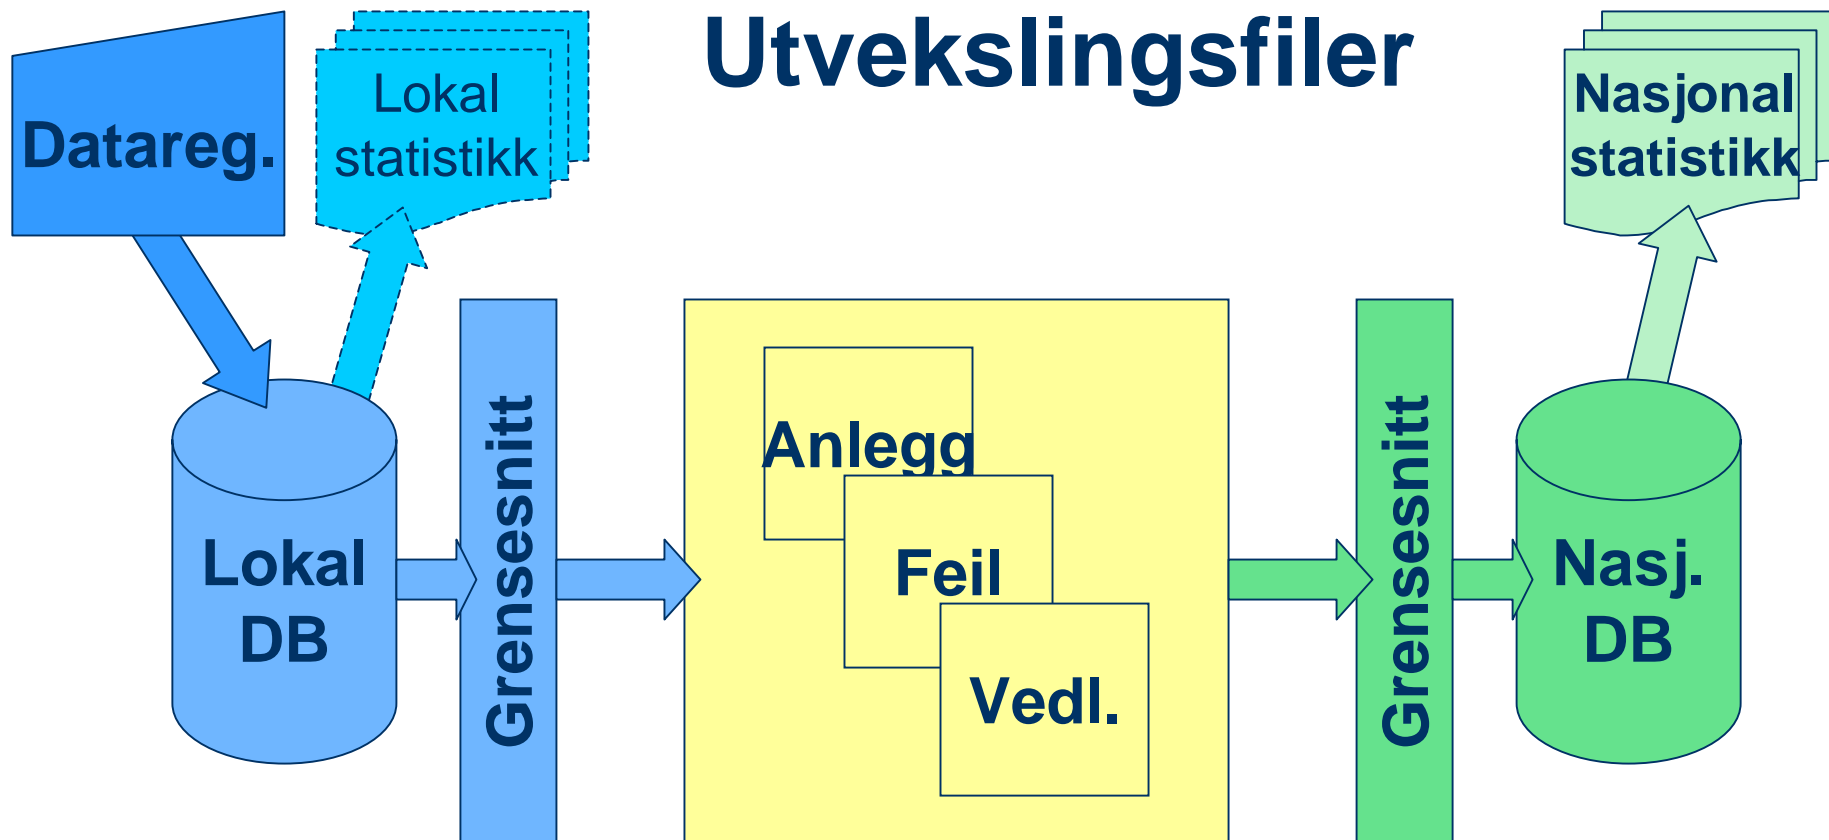 Utvekslingsfiler
Datareg.
Lokal
statistikk
Nasjonal
statistikk
Lokal
DB
Grensesnitt
Anlegg
Feil
Vedl.
Grensesnitt
Nasj.
DB